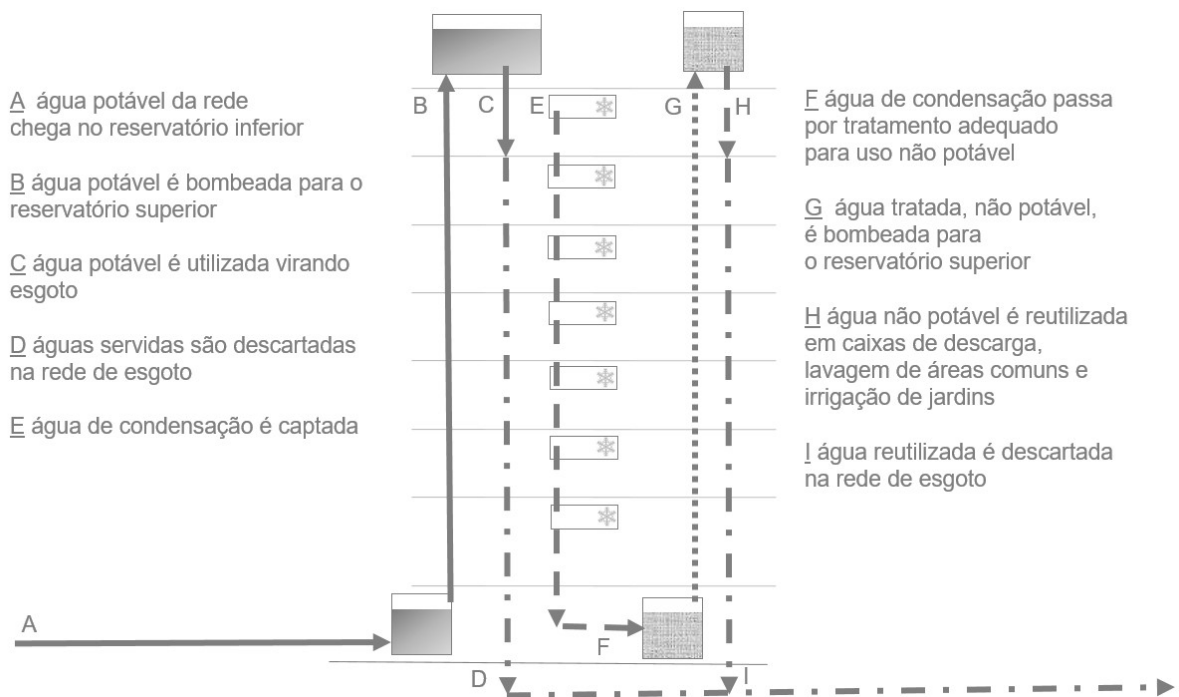 A água potável da rede
chega no reservatório inferior
B água potável é bombeada para o
reservatório superior
C água potável é utilizada virando
esgoto
D águas servidas são descartadas
na rede de esgoto
E água de condensação é captada
B
C
E
G
H
A
F
D
I
F água de condensação passa
por tratamento adequado
para uso não potável
G água tratada, não potável,
é bombeada para
o reservatório superior
H água não potável é reutilizada
em caixas de descarga,
lavagem de áreas comuns e
irrigação de jardins
I água reutilizada é descartada
na rede de esgoto